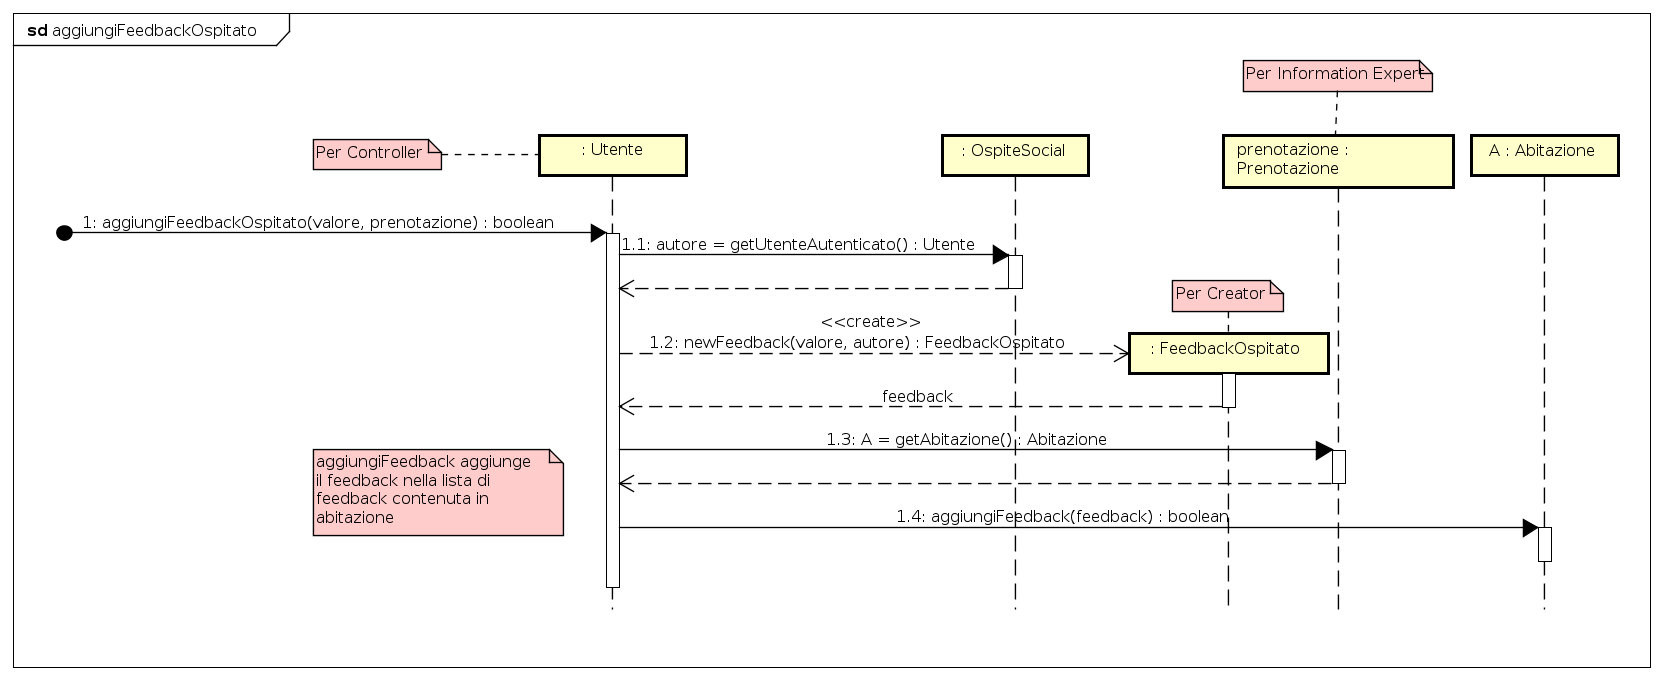 sd aggiungiFeedbackOspitato
Per Information Expert
Per Controller
: Utente
: OspiteSocial
prenotazione :
Prenotazione
A : Abitazione
1: aggiungiFeedbackOspitato(valore, prenotazione) : boolean
1.1: autore = getUtenteAutenticato() : Utente
Per Creator
<<create>>
1.2: newFeedback(valore, autore) : FeedbackOspitato
: FeedbackOspitato
feedback
1.3: A = getAbitazione() : Abitazione
aggiungiFeedback aggiunge
il feedback nella lista di
feedback contenuta in
abitazione
1.4: aggiungiFeedback(feedback) : boolean